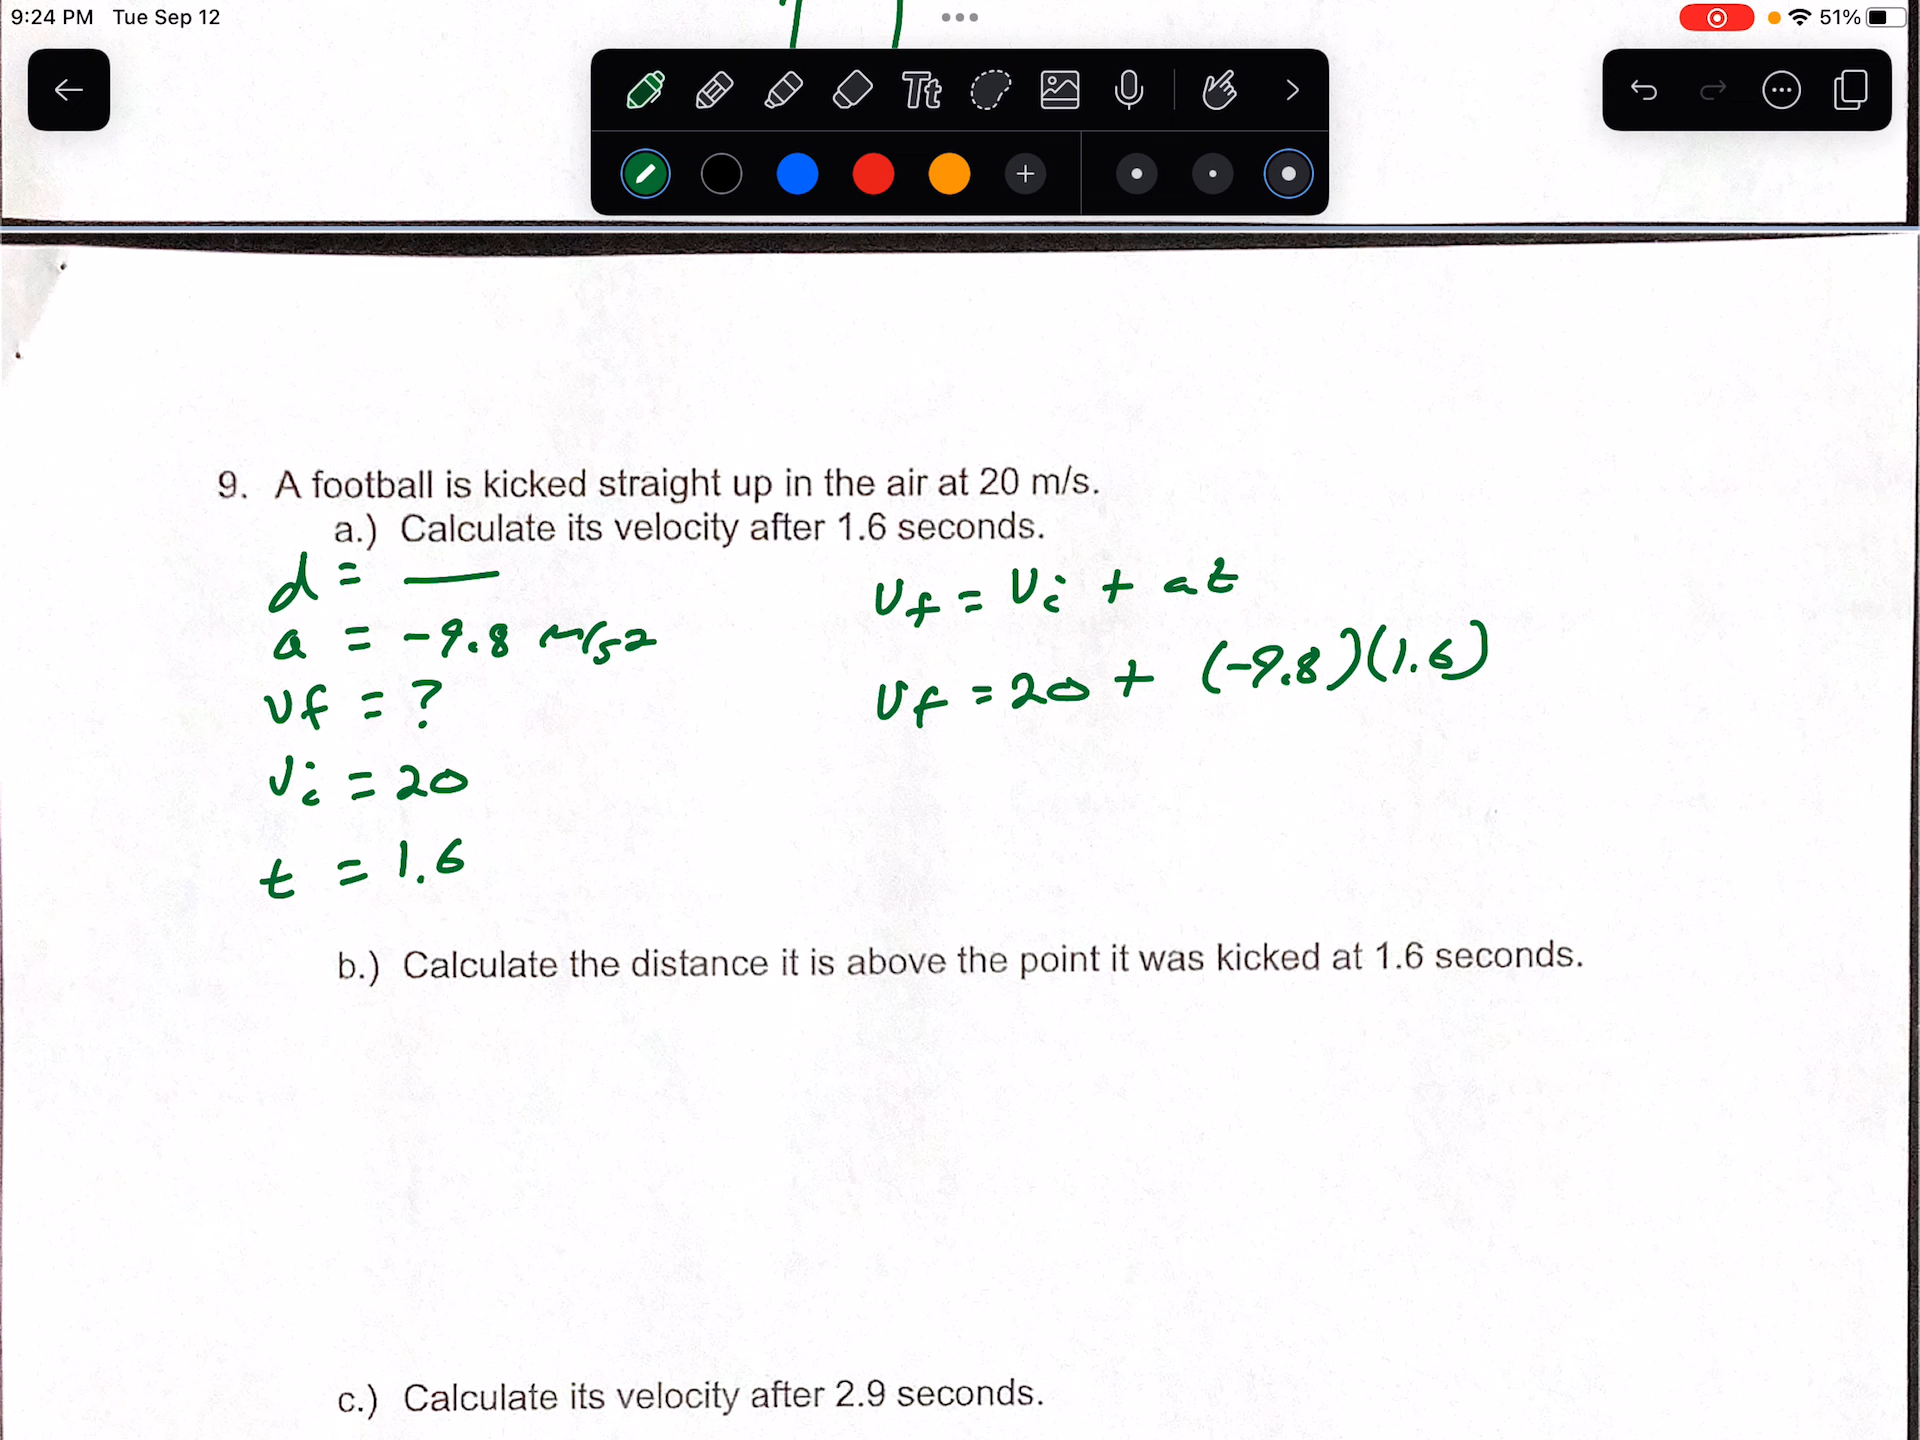 9:24 PM Tue Sep 12
51%
Tt
9. A football is kicked straight up in the air at 20 m/s.
a.) Calculate its velocity after 1.6 seconds.
d = —
a = -9.8 m/s2
vf = ?
vi = 20
t = 1.6
vf = vi + at
vf = 20 + (-9.8)(1.6)
b.) Calculate the distance it is above the point it was kicked at 1.6 seconds.
c.) Calculate its velocity after 2.9 seconds.